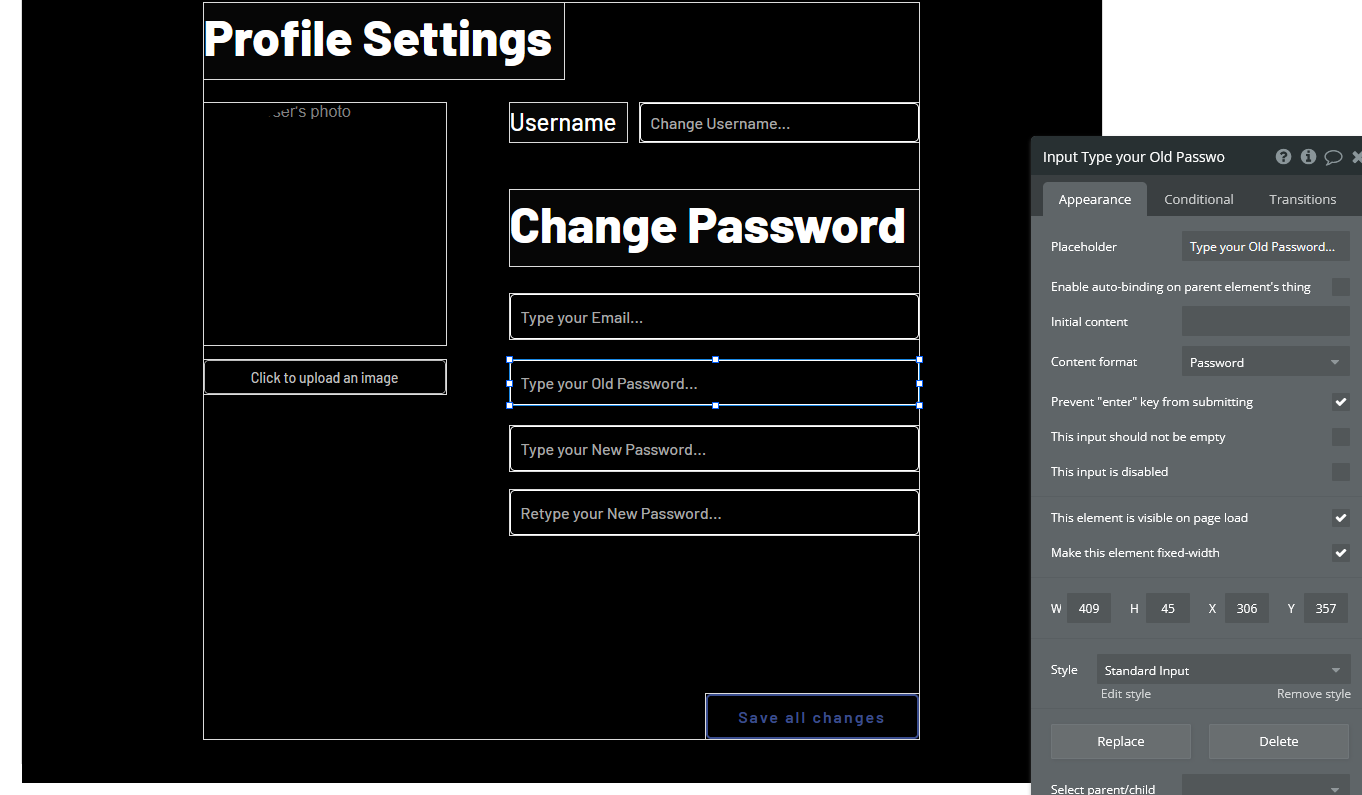 Profile Settings
ser's photo
Username
Change Username...
Change Password
Type your Email...
Click to upload an image
Type your Old Password...
Type your New Password...
Retype your New Password...
Save all changes
Input Type your Old Passwo
Appearance
Conditional
Transitions
Placeholder
Type your Old Password...
Enable auto-binding on parent element's thing
Initial content
Content format
Password
Prevent "enter" key from submitting
This input should not be empty
This input is disabled
This element is visible on page load
Make this element fixed-width
W 409 H 45 X 306 Y 357
Style
Standard Input
Edit style
Remove style
Replace
Delete
Select parent/child